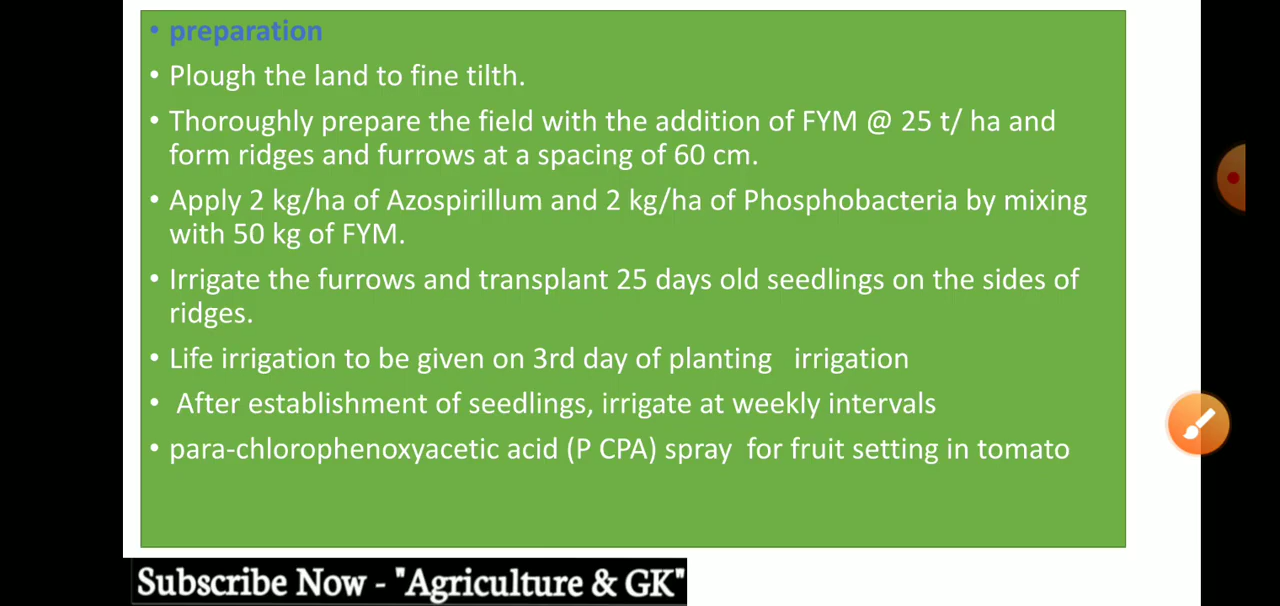 • preparation
• Plough the land to fine tilth.
• Thoroughly prepare the field with the addition of FYM @ 25 t/ ha and
form ridges and furrows at a spacing of 60 cm.
• Apply 2 kg/ha of Azospirillum and 2 kg/ha of Phosphobacteria by mixing
with 50 kg of FYM.
• Irrigate the furrows and transplant 25 days old seedlings on the sides of
ridges.
• Life irrigation to be given on 3rd day of planting irrigation
• After establishment of seedlings, irrigate at weekly intervals
• para-chlorophenoxyacetic acid (P CPA) spray for fruit setting in tomato
Subscribe Now - "Agriculture & GK"